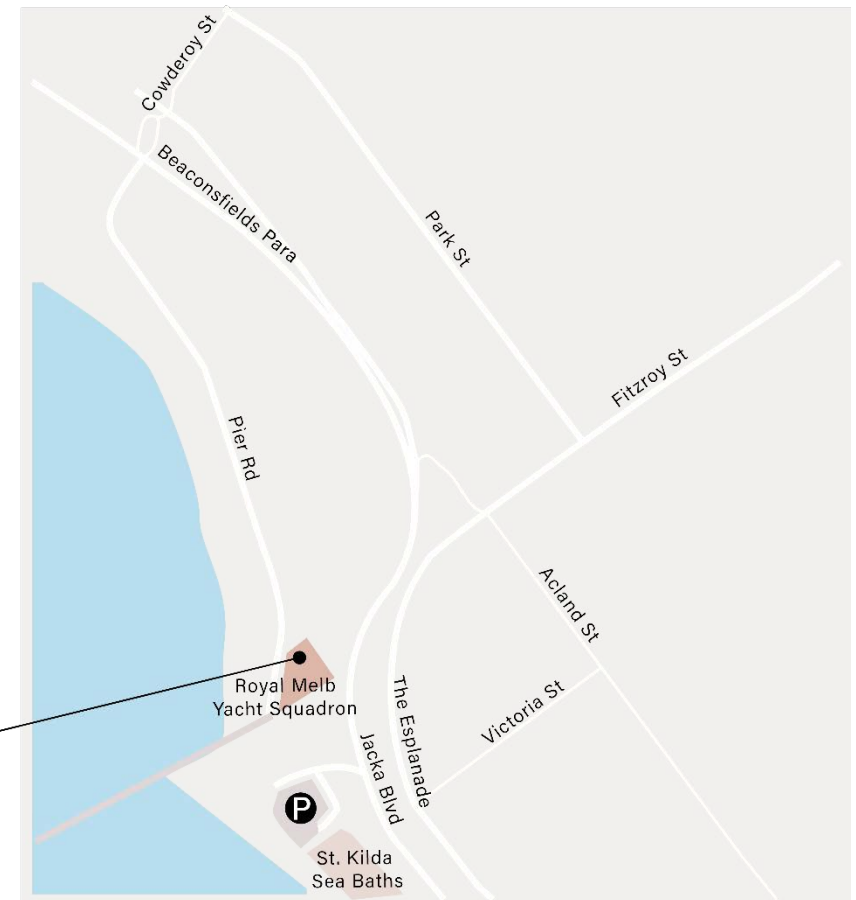 Cowderoy St
Beaconsfields Para
Park St
Fitzroy St
Pier Rd
Acland St
Royal Melb
Yacht Squadron
Victoria St
The Esplanade
Jacka Blvd
P
St. Kilda
Sea Baths